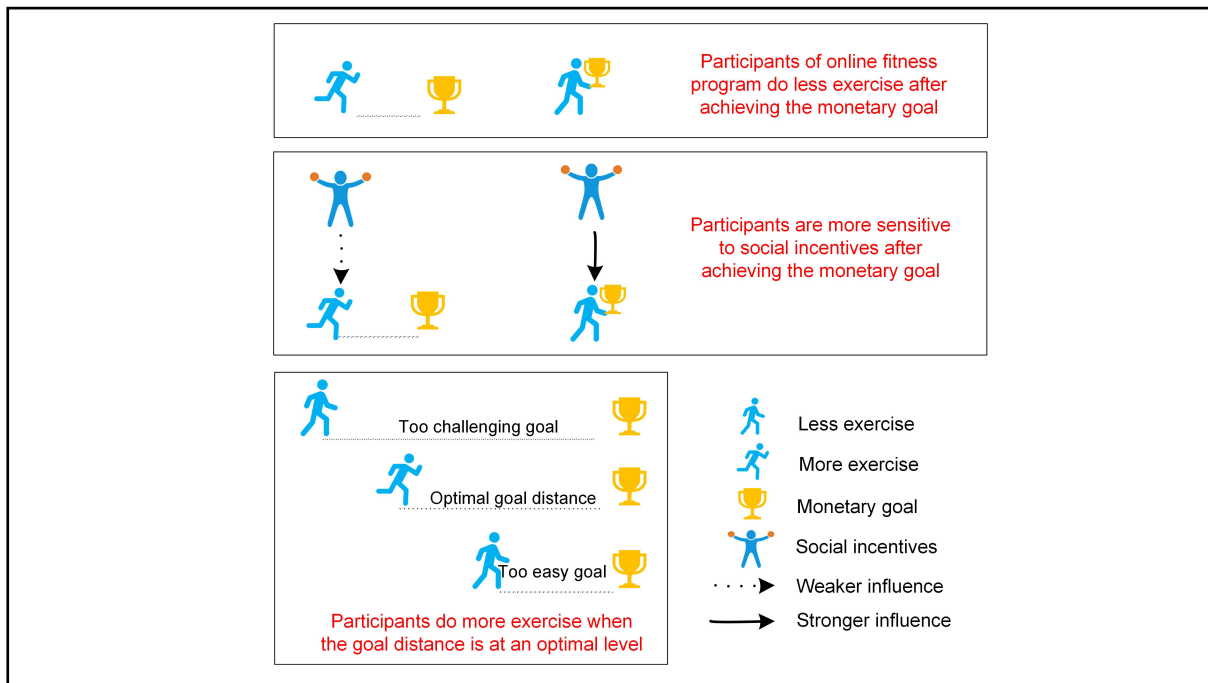 Participants of online fitness
program do less exercise after
achieving the monetary goal
Participants are more sensitive
to social incentives after
achieving the monetary goal
Too challenging goal
Optimal goal distance
Too easy goal
Participants do more exercise when
the goal distance is at an optimal level
Less exercise
More exercise
Monetary goal
Social incentives
Weaker influence
Stronger influence